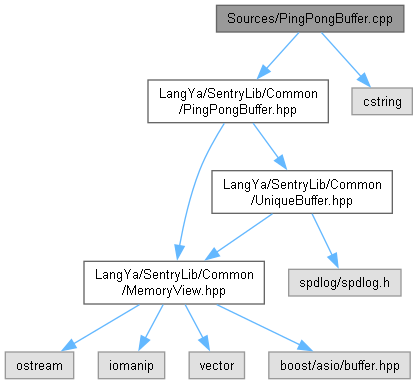 Sources/PingPongBuffer.cpp
LangYa/SentryLib/Common
/PingPongBuffer.hpp
cstring
LangYa/SentryLib/Common
/UniqueBuffer.hpp
LangYa/SentryLib/Common
/MemoryView.hpp
spdlog/spdlog.h
ostream
iomanip
vector
boost/asio/buffer.hpp